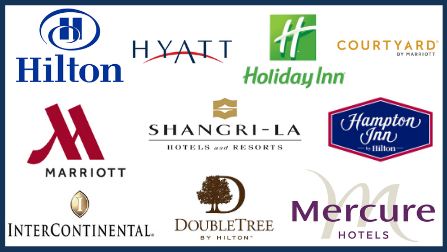 Hilton
HYATT
H
Holiday Inn
COURTYARD®
BY MARRIOTT
MARRIOTT
SHANGRI-LA
HOTELS and RESORTS
Hampton
Inn
by Hilton
INTERCONTINENTAL®
DOUBLETREE
BY HILTON™
Mercure
HOTELS